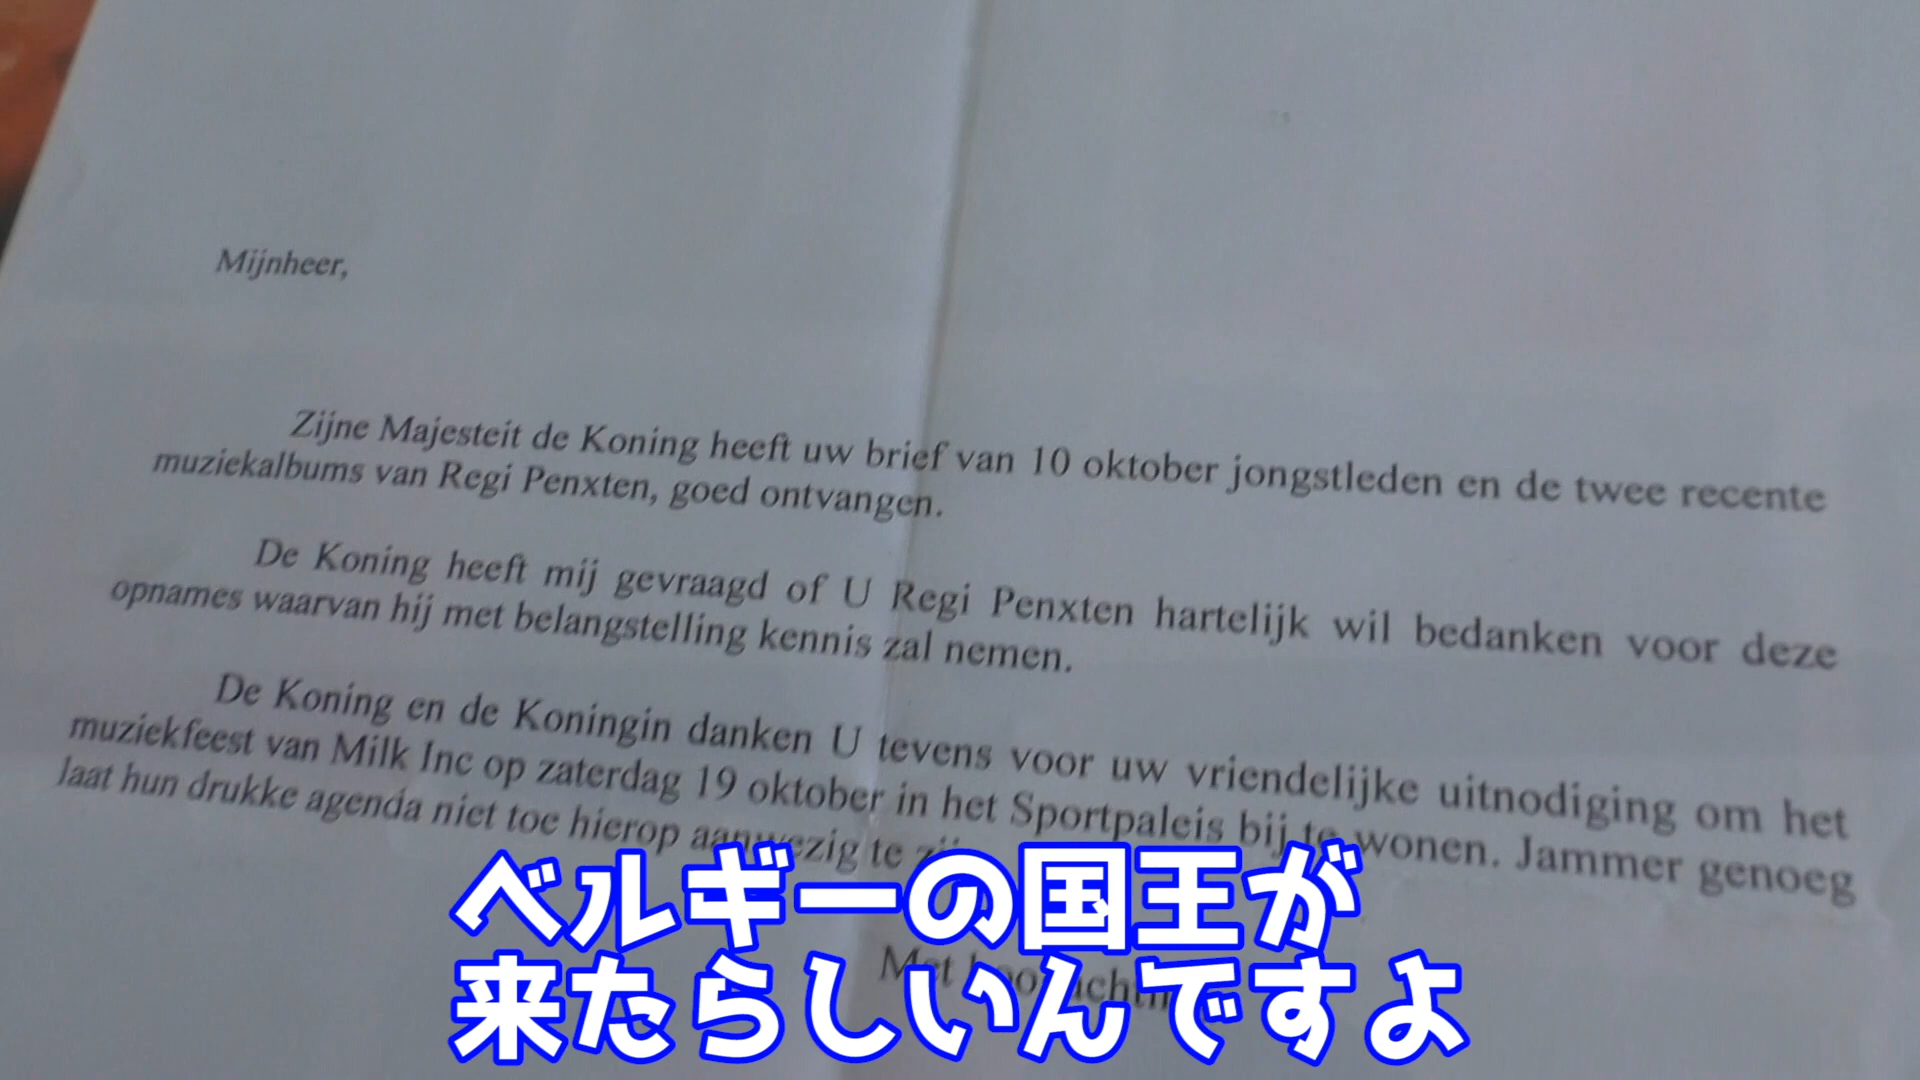 Mijnheer,
Zijne Majesteit de Koning heeft uw brief van 10 oktober jongstleden en de twee recente
muziekalbums van Regi Penxten, goed ontvangen.
De Koning heeft mij gevraagd of U Regi Penxten hartelijk wil bedanken voor deze
opnames waarvan hij met belangstelling kennis zal nemen.
De Koning en de Koningin danken U tevens voor uw vriendelijke uitnodiging om het
muziekfeest van Milk Inc op zaterdag 19 oktober in het Sportpaleis bij te wonen. Jammer genoeg
laat hun drukke agenda niet toe hierop aanwezig te
Met
ベルギーの国王が
来たらしいんですよ